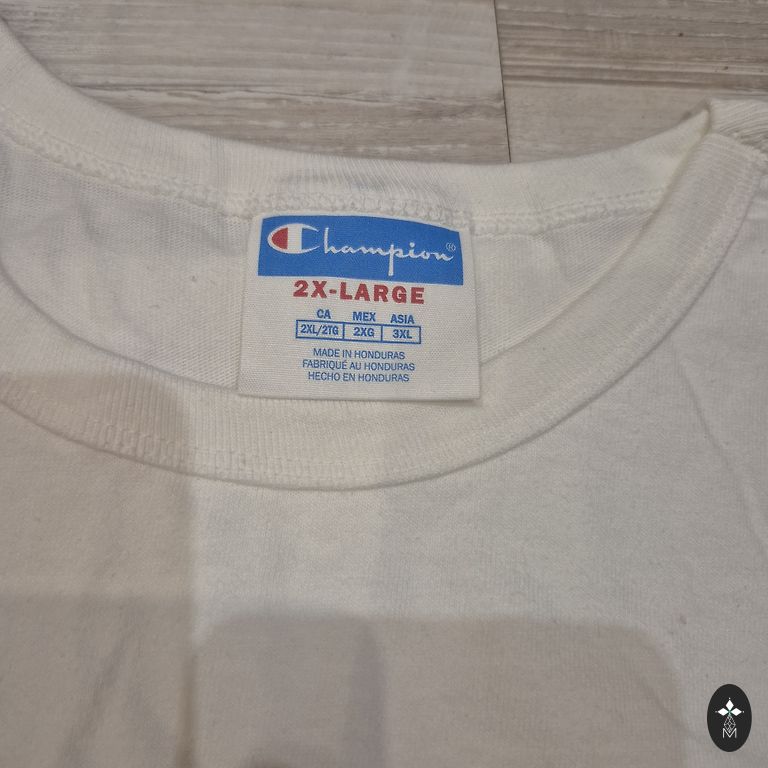 Champion®
2X-LARGE
CA MEX ASIA
2XL/2TG 2XG 3XL
MADE IN HONDURAS
FABRIQUÉ AU HONDURAS
HECHO EN HONDURAS
M